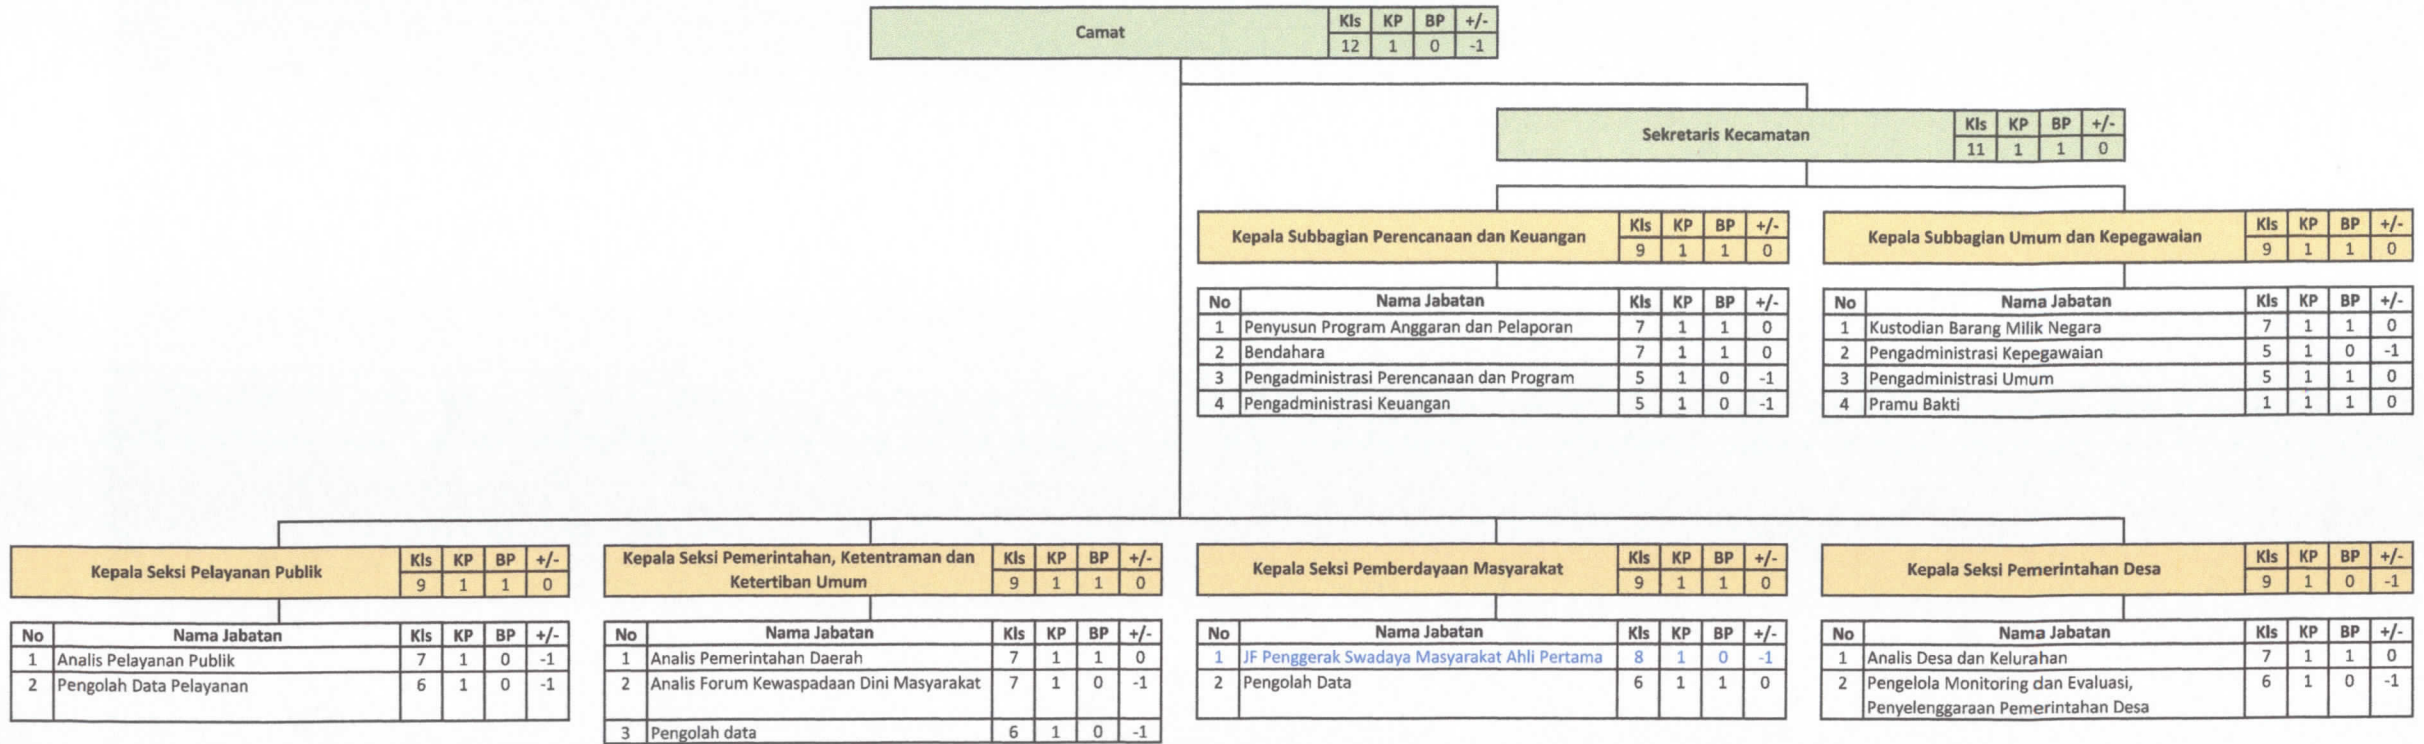 Camat Kls KP BP +/-
12 1 0 -1
Sekretaris Kecamatan Kls KP BP +/-
11 1 1 0
Kepala Subbagian Perencanaan dan Keuangan Kls KP BP +/-
9 1 1 0
No Nama Jabatan Kls KP BP +/-
1 Penyusun Program Anggaran dan Pelaporan 7 1 1 0
2 Bendahara 7 1 1 0
3 Pengadministrasi Perencanaan dan Program 5 1 0 -1
4 Pengadministrasi Keuangan 5 1 0 -1
Kepala Subbagian Umum dan Kepegawaian Kls KP BP +/-
9 1 1 0
No Nama Jabatan Kls KP BP +/-
1 Kustodian Barang Milik Negara 7 1 1 0
2 Pengadministrasi Kepegawaian 5 1 0 -1
3 Pengadministrasi Umum 5 1 1 0
4 Pramu Bakti 1 1 1 0
Kepala Seksi Pelayanan Publik Kls KP BP +/-
9 1 1 0
No Nama Jabatan Kls KP BP +/-
1 Analis Pelayanan Publik 7 1 0 -1
2 Pengolah Data Pelayanan 6 1 0 -1
Kepala Seksi Pemerintahan, Ketentraman dan Kls KP BP +/-
Ketertiban Umum 9 1 1 0
No Nama Jabatan Kls KP BP +/-
1 Analis Pemerintahan Daerah 7 1 1 0
2 Analis Forum Kewaspadaan Dini Masyarakat 7 1 0 -1
3 Pengolah data 6 1 0 -1
Kepala Seksi Pemberdayaan Masyarakat Kls KP BP +/-
9 1 1 0
No Nama Jabatan Kls KP BP +/-
1 JF Penggerak Swadaya Masyarakat Ahli Pertama 8 1 0 -1
2 Pengolah Data 6 1 1 0
Kepala Seksi Pemerintahan Desa Kls KP BP +/-
9 1 0 -1
No Nama Jabatan Kls KP BP +/-
1 Analis Desa dan Kelurahan 7 1 1 0
2 Pengelola Monitoring dan Evaluasi, 6 1 0 -1
Penyelenggaraan Pemerintahan Desa